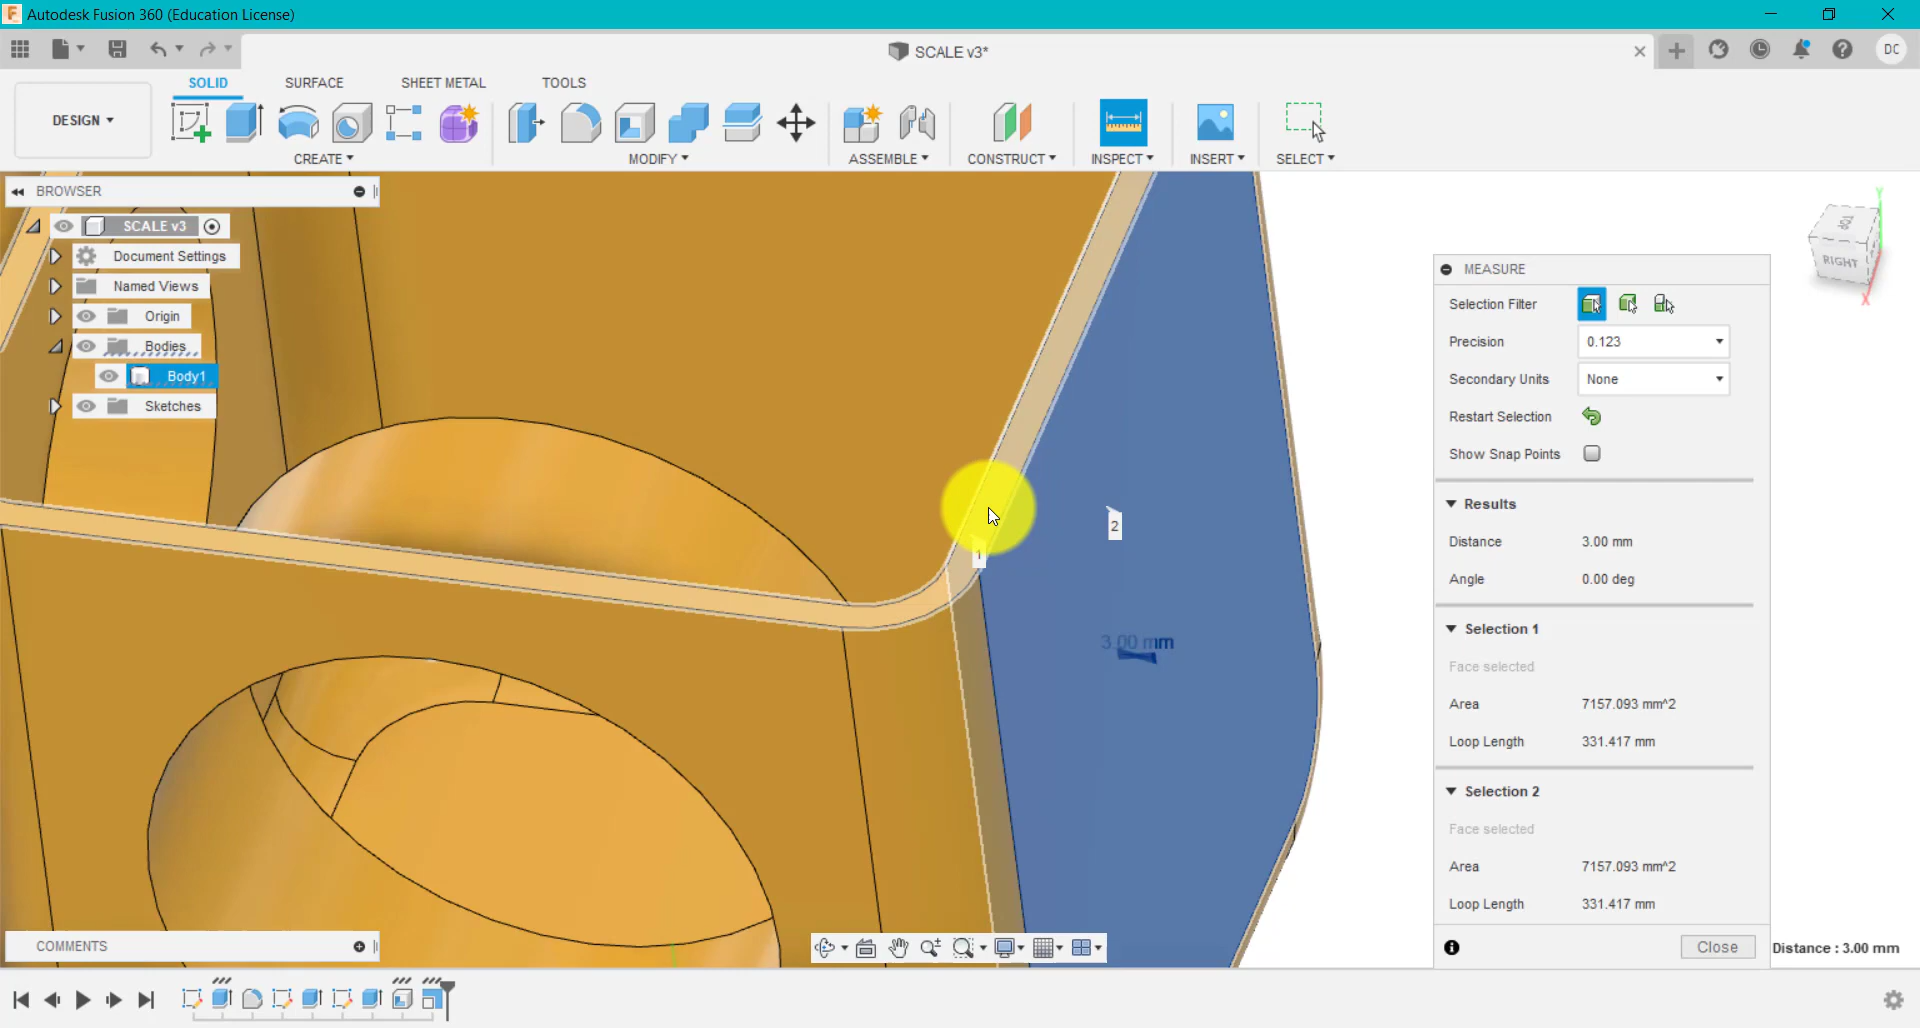 Autodesk Fusion 360 (Education License)
SCALE v3*
DC
SOLID
SURFACE
SHEET METAL
TOOLS
DESIGN
CREATE
MODIFY
ASSEMBLE
CONSTRUCT
INSPECT
INSERT
SELECT
BROWSER
SCALE v3
Document Settings
Named Views
Origin
Bodies
Body1
Sketches
TOP
RIGHT
Y
X
1
2
3.00 mm
MEASURE
Selection Filter
Precision 0.123
Secondary Units None
Restart Selection
Show Snap Points
Results
Distance 3.00 mm
Angle 0.00 deg
Selection 1
Face selected
Area 7157.093 mm^2
Loop Length 331.417 mm
Selection 2
Face selected
Area 7157.093 mm^2
Loop Length 331.417 mm
Close
Distance : 3.00 mm
COMMENTS